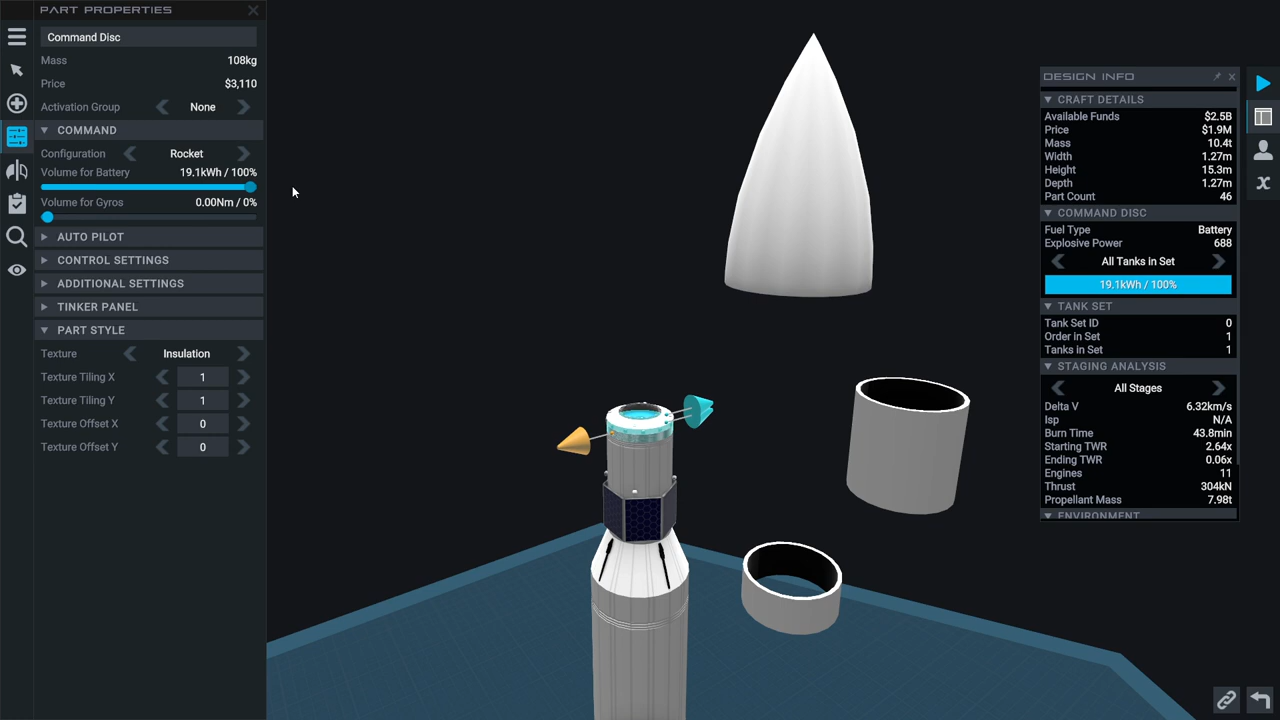 PART PROPERTIES
Command Disc
Mass 108kg
Price $3,110
Activation Group None
COMMAND
Configuration Rocket
Volume for Battery 19.1kWh / 100%
Volume for Gyros 0.00Nm / 0%
AUTO PILOT
CONTROL SETTINGS
ADDITIONAL SETTINGS
TINKER PANEL
PART STYLE
Texture Insulation
Texture Tiling X 1
Texture Tiling Y 1
Texture Offset X 0
Texture Offset Y 0
DESIGN INFO
CRAFT DETAILS
Available Funds $2.5B
Price $1.9M
Mass 10.4t
Width 1.27m
Height 15.3m
Depth 1.27m
Part Count 46
COMMAND DISC
Fuel Type Battery
Explosive Power 688
All Tanks in Set
19.1kWh / 100%
TANK SET
Tank Set ID 0
Order in Set 1
Tanks in Set 1
STAGING ANALYSIS
All Stages
Delta V 6.32km/s
Isp N/A
Burn Time 43.8min
Starting TWR 2.64x
Ending TWR 0.06x
Engines 11
Thrust 304kN
Propellant Mass 7.98t
ENVIRONMENT